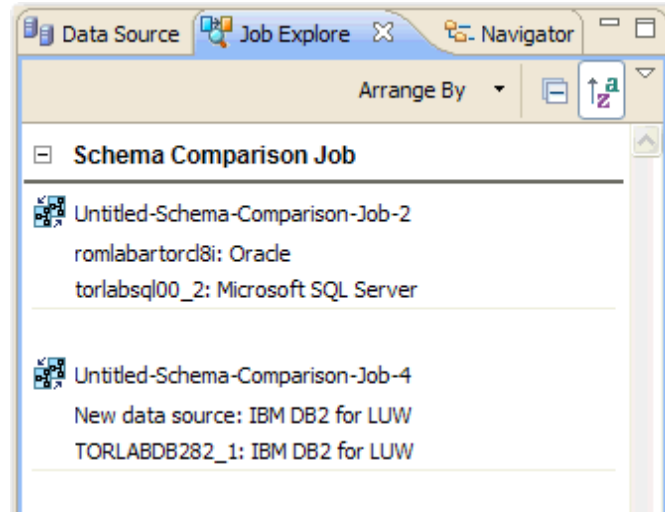 Data Source Job Explore Navigator
Arrange By
Schema Comparison Job
Untitled-Schema-Comparison-Job-2
romlabartorcl8i: Oracle
torlabsql00_2: Microsoft SQL Server
Untitled-Schema-Comparison-Job-4
New data source: IBM DB2 for LUW
TORLABDB282_1: IBM DB2 for LUW